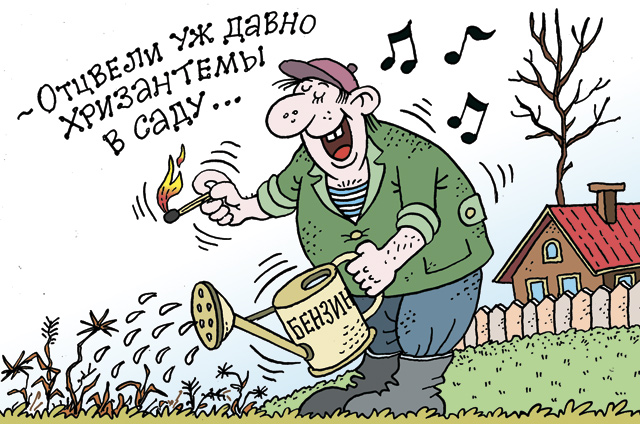 ~ Отцвели уж давно
хризантемы
в саду...
БЕНЗИН